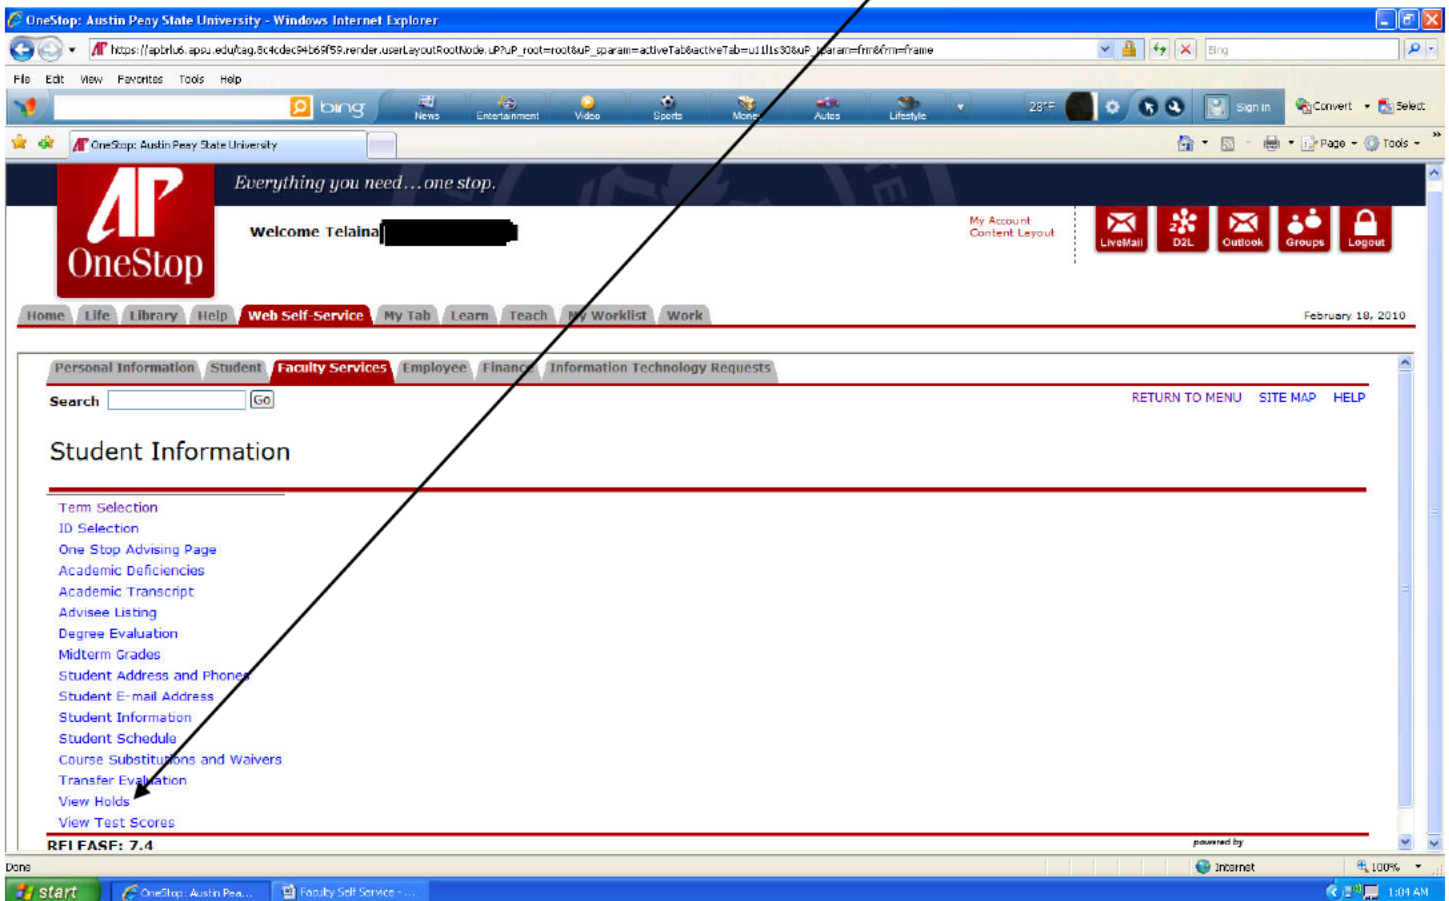 OneStop: Austin Peay State University - Windows Internet Explorer
File Edit View Favorites Tools Help
Bing
bing News Entertainment Video Sports Money Autos Lifestyle 28°F Sign In Convert Select
OneStop: Austin Peay State University Page Tools
AP OneStop
Everything you need...one stop.
Welcome Telaina
My Account
Content Layout
LiveMail D2L Outlook Groups Logout
Home Life Library Help Web Self-Service My Tab Learn Teach My Worklist Work February 18, 2010
Personal Information Student Faculty Services Employee Finance Information Technology Requests
Search Go RETURN TO MENU SITE MAP HELP
Student Information
Term Selection
ID Selection
One Stop Advising Page
Academic Deficiencies
Academic Transcript
Advisee Listing
Degree Evaluation
Midterm Grades
Student Address and Phones
Student E-mail Address
Student Information
Student Schedule
Course Substitutions and Waivers
Transfer Evaluation
View Holds
View Test Scores
RELEASE: 7.4 powered by
Done Internet 100%
start OneStop: Austin Pea... Faculty Self Service - ... 1:04 AM